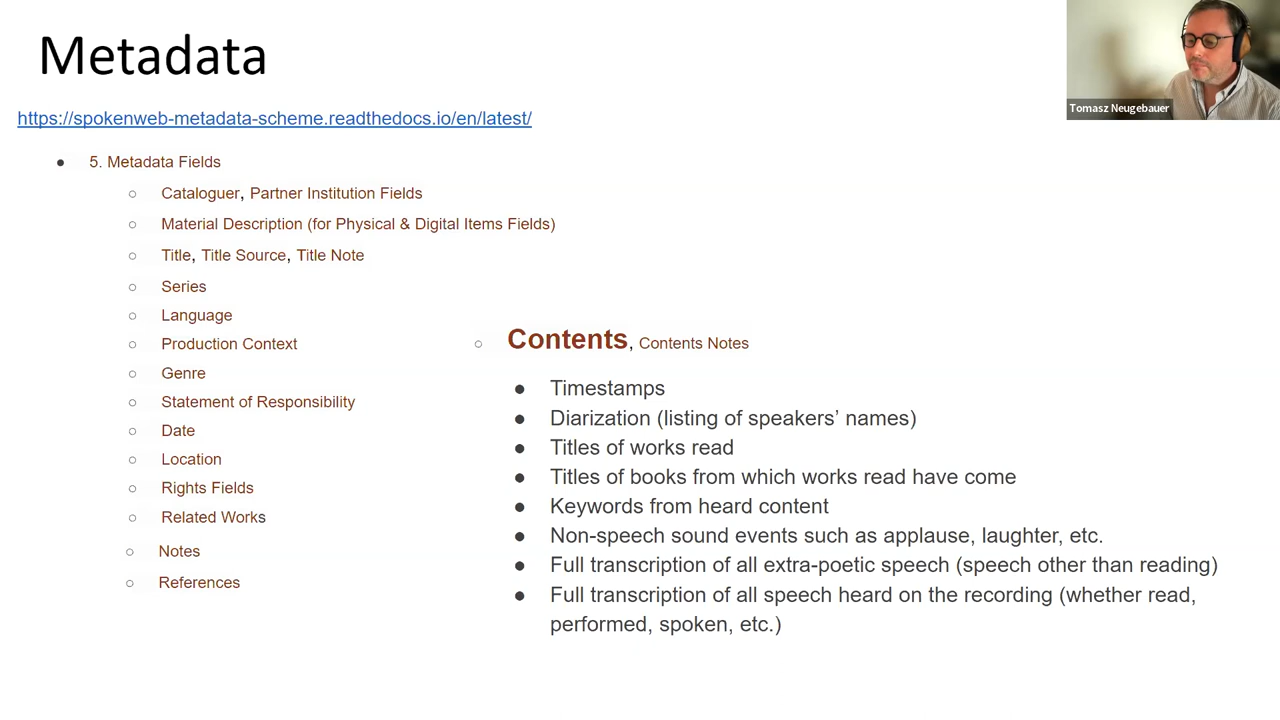 Metadata
Tomasz Neugebauer
https://spokenweb-metadata-scheme.readthedocs.io/en/latest/
● 5. Metadata Fields
○ Cataloguer, Partner Institution Fields
○ Material Description (for Physical & Digital Items Fields)
○ Title, Title Source, Title Note
○ Series
○ Language
○ Production Context
○ Genre
○ Statement of Responsibility
○ Date
○ Location
○ Rights Fields
○ Related Works
○ Notes
○ References
○ Contents, Contents Notes
● Timestamps
● Diarization (listing of speakers’ names)
● Titles of works read
● Titles of books from which works read have come
● Keywords from heard content
● Non-speech sound events such as applause, laughter, etc.
● Full transcription of all extra-poetic speech (speech other than reading)
● Full transcription of all speech heard on the recording (whether read,
performed, spoken, etc.)